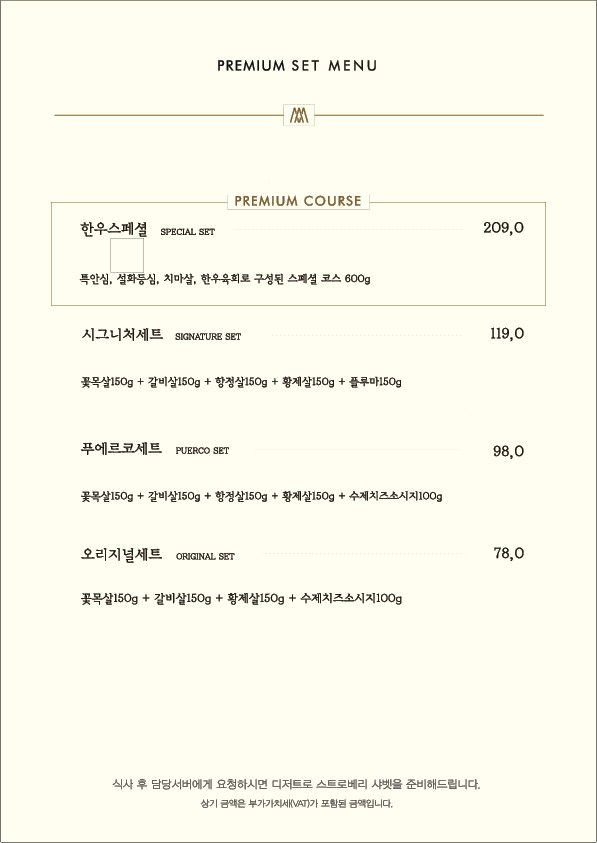 PREMIUM SET MENU
PREMIUM COURSE
한우스페셜 SPECIAL SET 209,0
특안심, 설화등심, 치마살, 한우육회로 구성된 스페셜 코스 600g
시그니처세트 SIGNATURE SET 119,0
꽃목살150g + 갈비살150g + 항정살150g + 황제살150g + 플루마150g
푸에르코세트 PUERCO SET 98,0
꽃목살150g + 갈비살150g + 항정살150g + 황제살150g + 수제치즈소시지100g
오리지널세트 ORIGINAL SET 78,0
꽃목살150g + 갈비살150g + 황제살150g + 수제치즈소시지100g
식사 후 담당서버에게 요청하시면 디저트로 스트로베리 샤벳을 준비해드립니다.
상기 금액은 부가가치세(VAT)가 포함된 금액입니다.